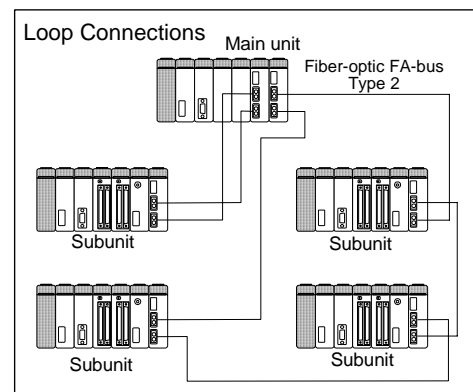 Loop Connections
Main unit
Fiber-optic FA-bus
Type 2
Subunit
Subunit
Subunit
Subunit